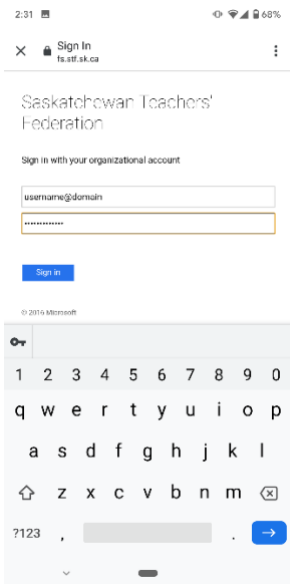 2:31 68%
Sign In
fs.stf.sk.ca
Saskatchewan Teachers'
Federation
Sign in with your organizational account
username@domain
•••••••••••••
Sign in
© 2016 Microsoft
1 2 3 4 5 6 7 8 9 0
q w e r t y u i o p
a s d f g h j k l
z x c v b n m
?123 , .